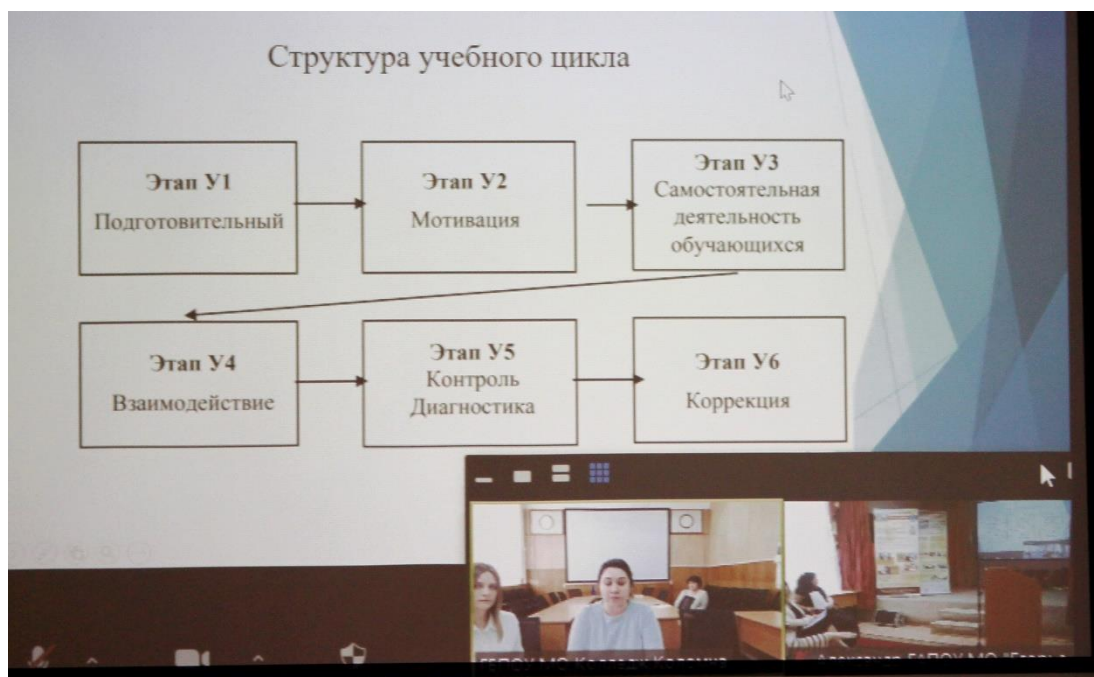 Структура учебного цикла
Этап У1
Подготовительный
Этап У2
Мотивация
Этап У3
Самостоятельная
деятельность
обучающихся
Этап У4
Взаимодействие
Этап У5
Контроль
Диагностика
Этап У6
Коррекция